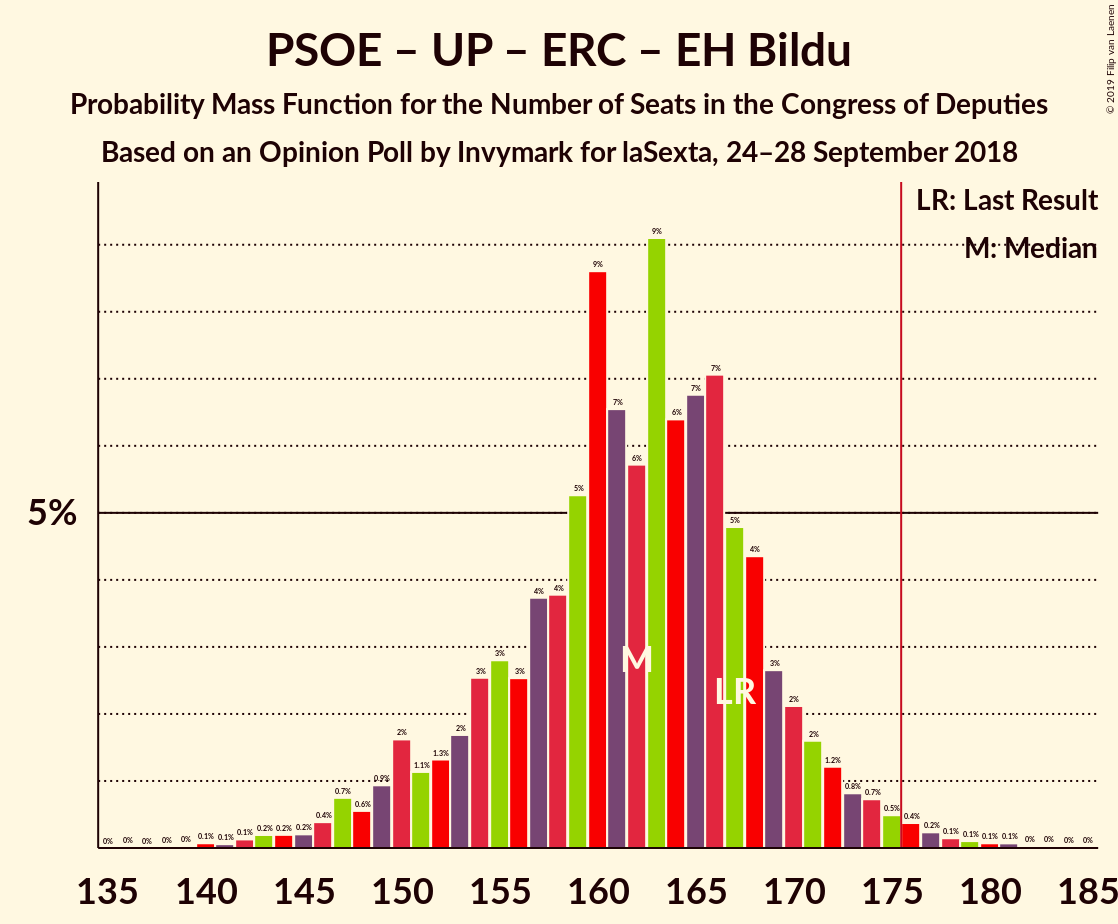 PSOE – UP – ERC – EH Bildu
Probability Mass Function for the Number of Seats in the Congress of Deputies
Based on an Opinion Poll by Invymark for laSexta, 24–28 September 2018
© 2019 Filip van Laenen
LR: Last Result
M: Median
5%
0% 0% 0% 0% 0% 0.1% 0.1% 0.1% 0.2% 0.2% 0.2% 0.4% 0.7% 0.6% 0.9% 2% 1.1% 1.3% 2% 3% 3% 3% 4% 4% 5% 9% 7% 6% 9% 6% 7% 7% 5% 4% 3% 2% 2% 1.2% 0.8% 0.7% 0.5% 0.4% 0.2% 0.1% 0.1% 0.1% 0.1% 0% 0% 0% 0%
M
LR
135 140 145 150 155 160 165 170 175 180 185